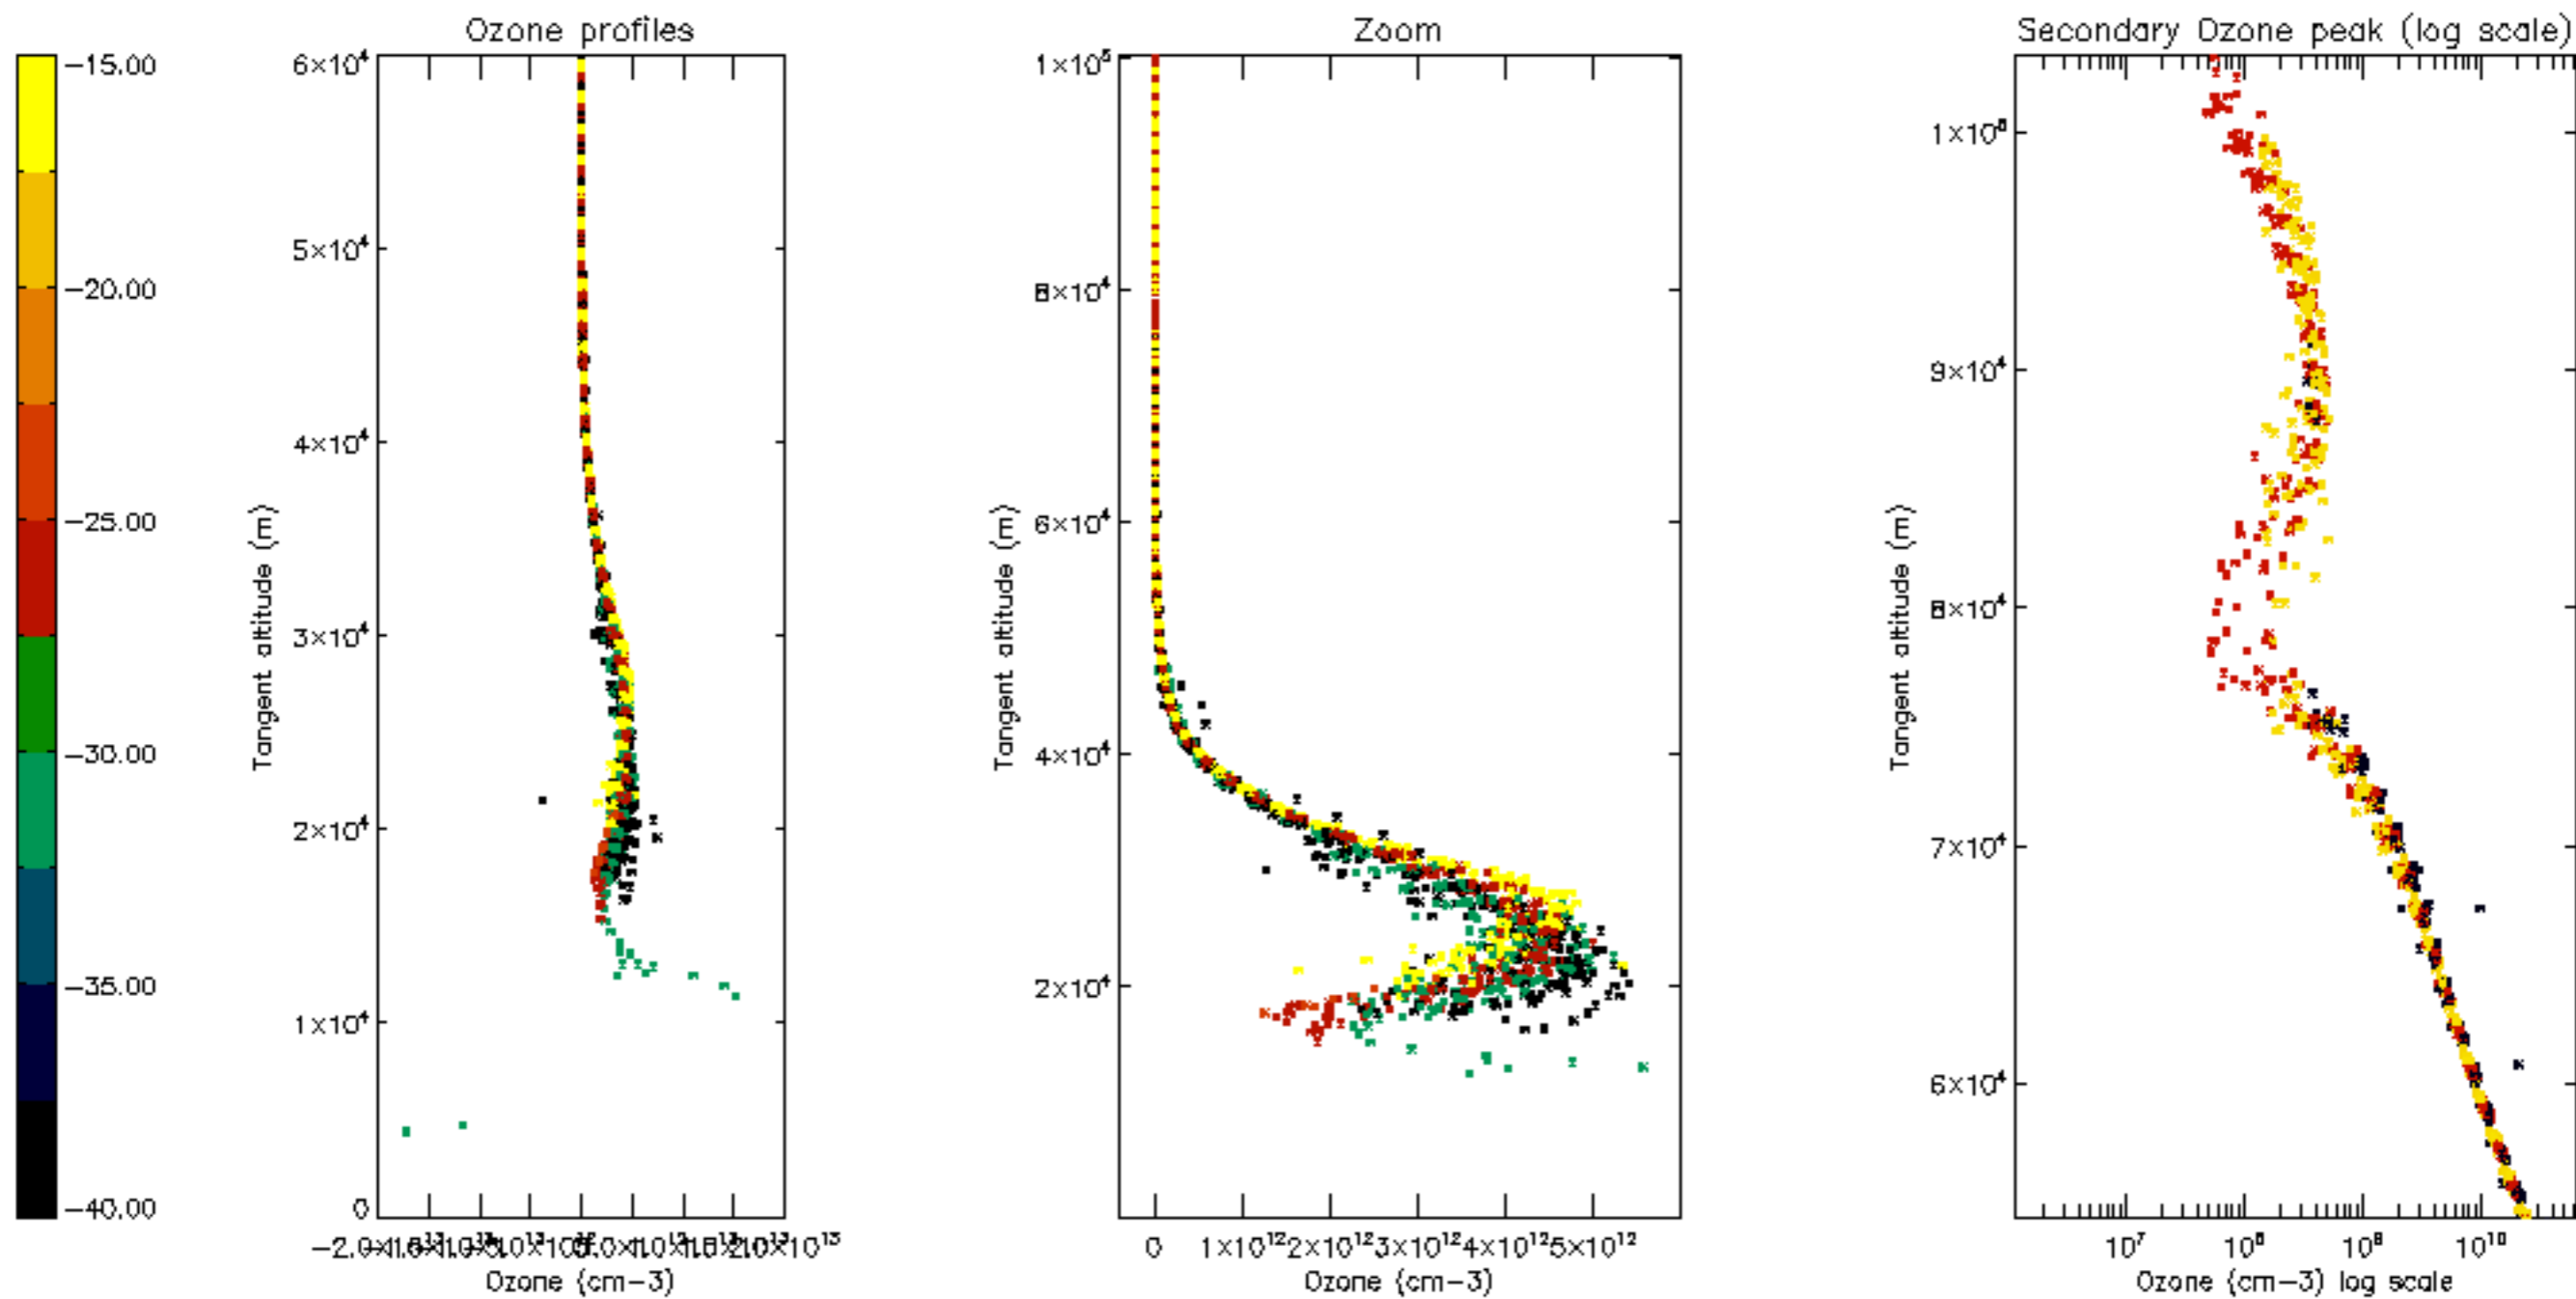 Ozone profiles
Zoom
Secondary Ozone peak (log scale)
-15.00
-20.00
-25.00
-30.00
-35.00
-40.00
6×10⁴
5×10⁴
4×10⁴
3×10⁴
2×10⁴
1×10⁴
0
Tangent altitude (m)
Ozone (cm-3)
1×10⁵
8×10⁴
6×10⁴
4×10⁴
2×10⁴
Tangent altitude (m)
0 1×10¹² 2×10¹² 3×10¹² 4×10¹² 5×10¹²
Ozone (cm-3)
9×10⁴
8×10⁴
7×10⁴
6×10⁴
Tangent altitude (m)
10⁷ 10⁸ 10⁹ 10¹⁰
Ozone (cm-3) log scale